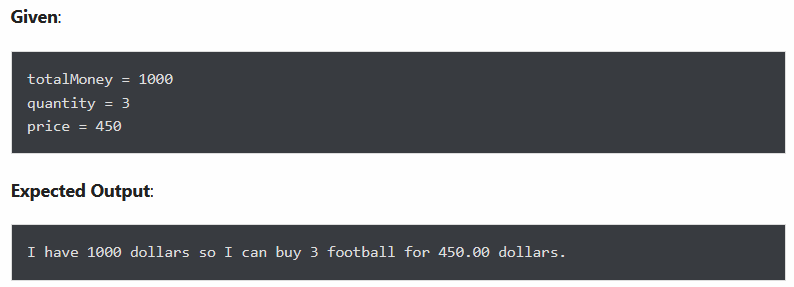 Given:
totalMoney = 1000
quantity = 3
price = 450
Expected Output:
I have 1000 dollars so I can buy 3 football for 450.00 dollars.